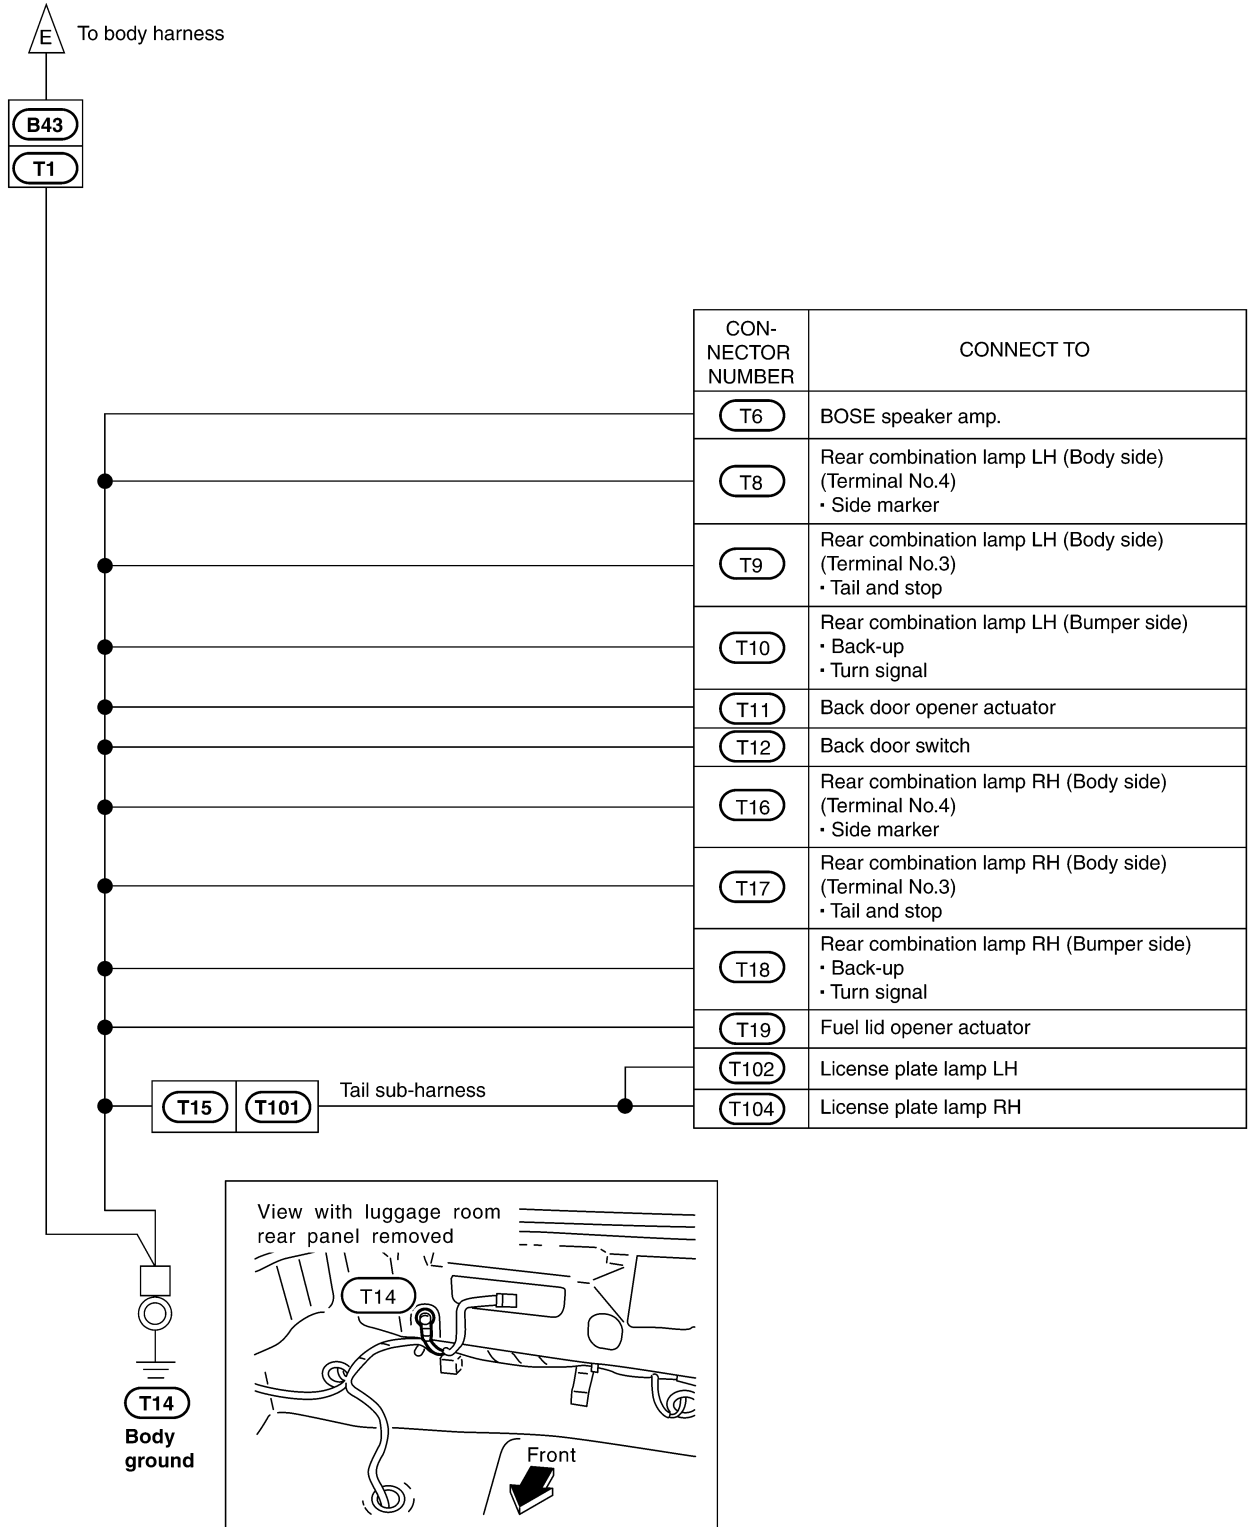 E
To body harness
B43
T1
CON-
NECTOR
NUMBER
CONNECT TO
T6
BOSE speaker amp.
T8
Rear combination lamp LH (Body side)
(Terminal No.4)
· Side marker
T9
Rear combination lamp LH (Body side)
(Terminal No.3)
· Tail and stop
T10
Rear combination lamp LH (Bumper side)
· Back-up
· Turn signal
T11
Back door opener actuator
T12
Back door switch
T16
Rear combination lamp RH (Body side)
(Terminal No.4)
· Side marker
T17
Rear combination lamp RH (Body side)
(Terminal No.3)
· Tail and stop
T18
Rear combination lamp RH (Bumper side)
· Back-up
· Turn signal
T19
Fuel lid opener actuator
T102
License plate lamp LH
T15
T101
Tail sub-harness
T104
License plate lamp RH
View with luggage room
rear panel removed
T14
T14
Body
ground
Front